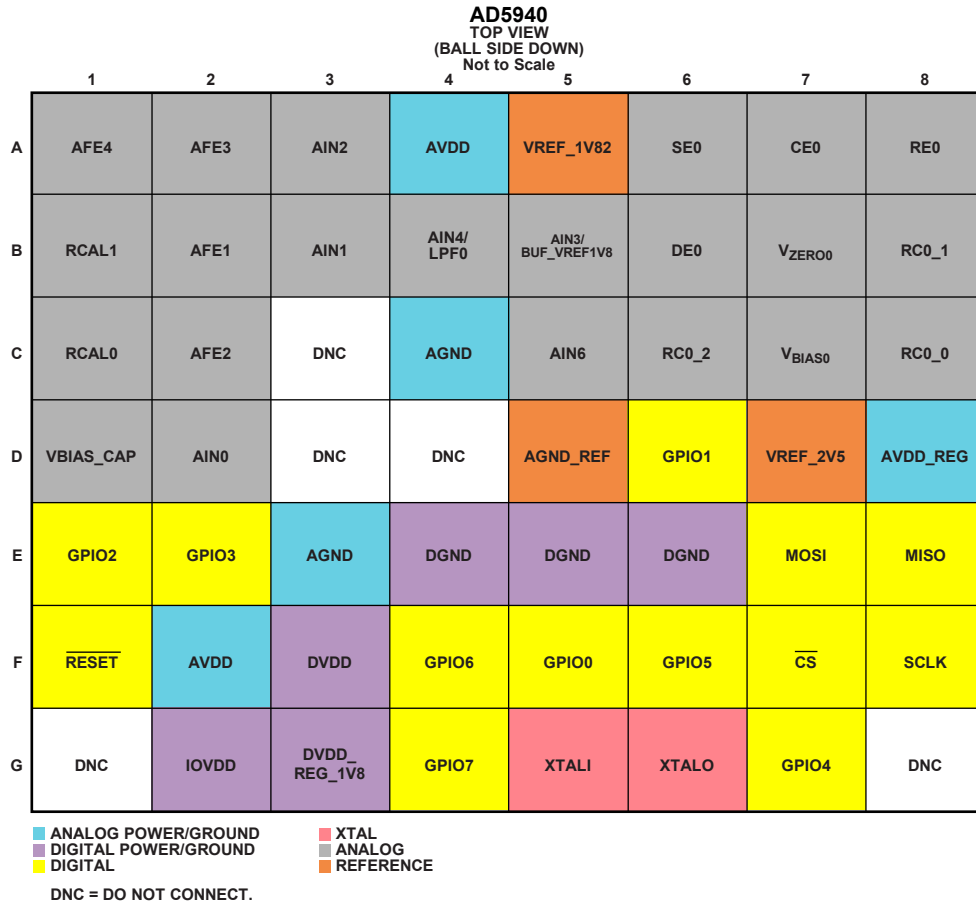 AD5940
TOP VIEW
(BALL SIDE DOWN)
Not to Scale
1 2 3 4 5 6 7 8
A AFE4 AFE3 AIN2 AVDD VREF_1V82 SE0 CE0 RE0
B RCAL1 AFE1 AIN1 AIN4/ LPF0 AIN3/ BUF_VREF1V8 DE0 VZERO0 RC0_1
C RCAL0 AFE2 DNC AGND AIN6 RC0_2 VBIAS0 RC0_0
D VBIAS_CAP AIN0 DNC DNC AGND_REF GPIO1 VREF_2V5 AVDD_REG
E GPIO2 GPIO3 AGND DGND DGND DGND MOSI MISO
F RESET AVDD DVDD GPIO6 GPIO0 GPIO5 CS SCLK
G DNC IOVDD DVDD_ REG_1V8 GPIO7 XTALI XTALO GPIO4 DNC
ANALOG POWER/GROUND
DIGITAL POWER/GROUND
DIGITAL
XTAL
ANALOG
REFERENCE
DNC = DO NOT CONNECT.